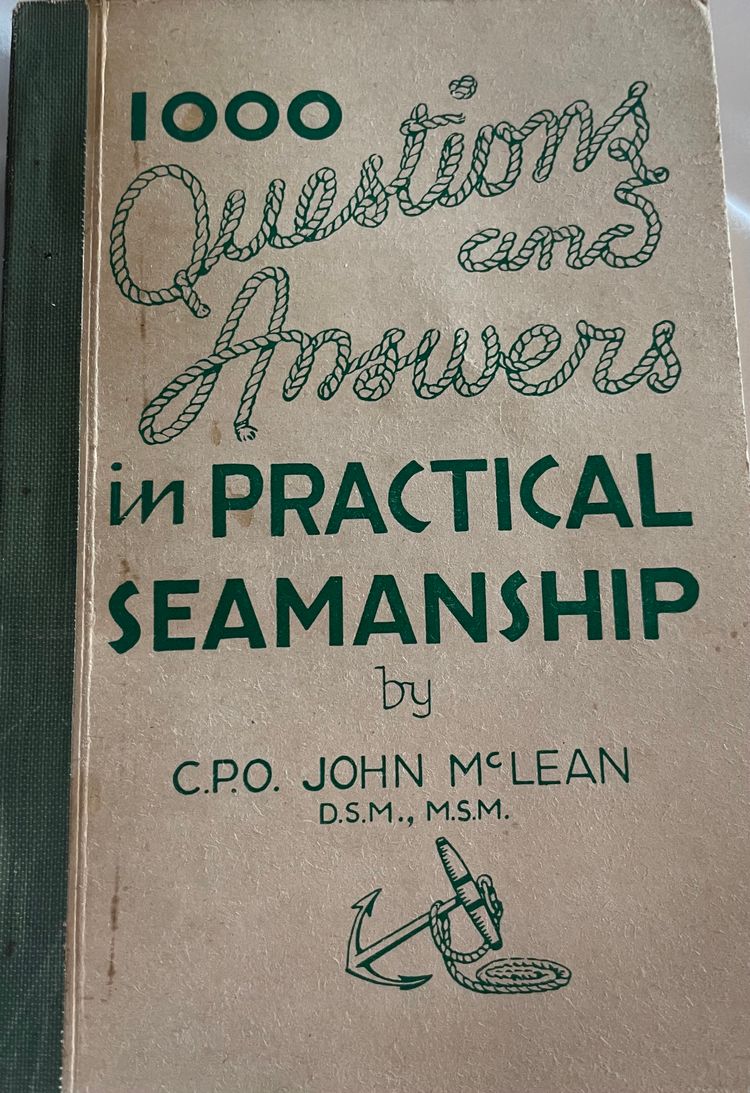 1000
Questions
and
Answers
in PRACTICAL
SEAMANSHIP
by
C.P.O. JOHN McLEAN
D.S.M., M.S.M.